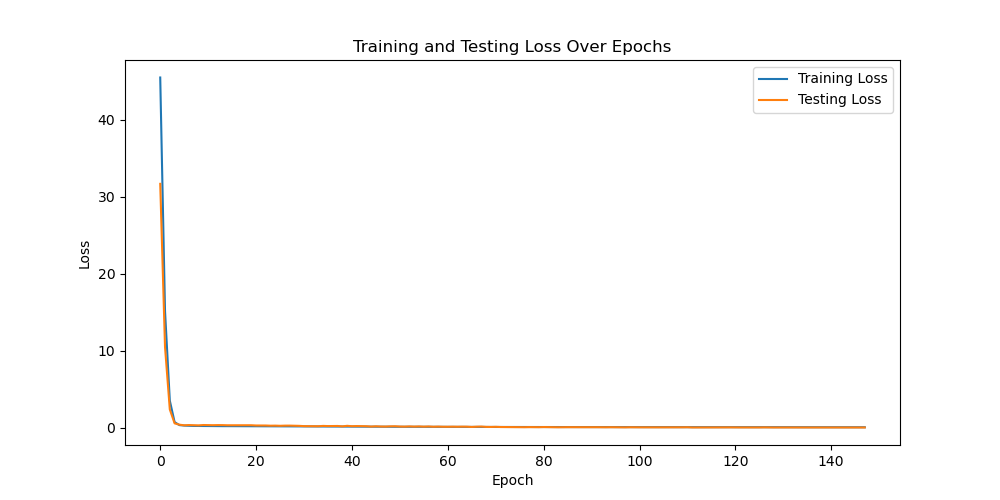 Training and Testing Loss Over Epochs
Training Loss
Testing Loss
40
30
20
10
0
Loss
0 20 40 60 80 100 120 140
Epoch